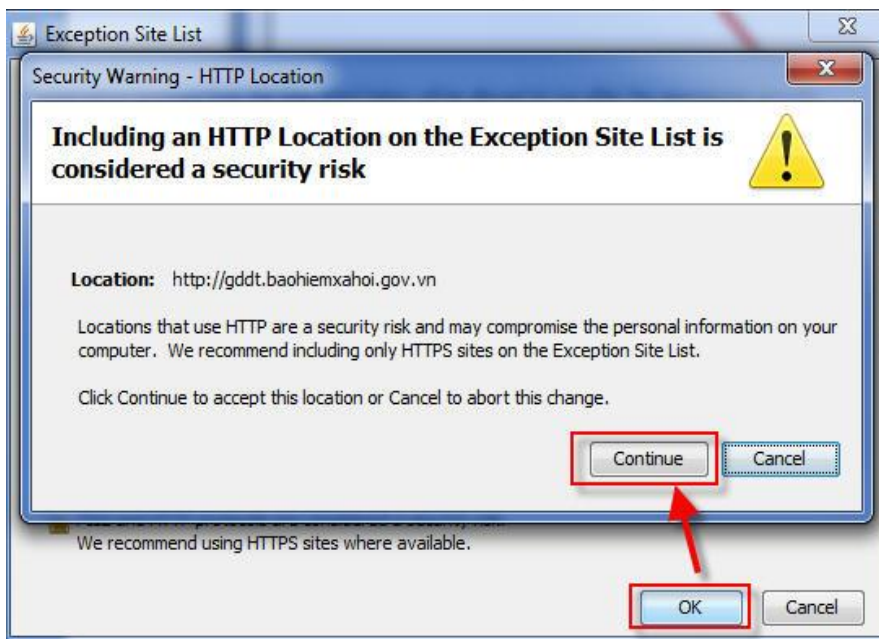 Exception Site List
Security Warning - HTTP Location
Including an HTTP Location on the Exception Site List is
considered a security risk
Location: http://gddt.baohiemxahoi.gov.vn
Locations that use HTTP are a security risk and may compromise the personal information on your
computer. We recommend including only HTTPS sites on the Exception Site List.
Click Continue to accept this location or Cancel to abort this change.
Continue Cancel
We recommend using HTTPS sites where available.
OK Cancel